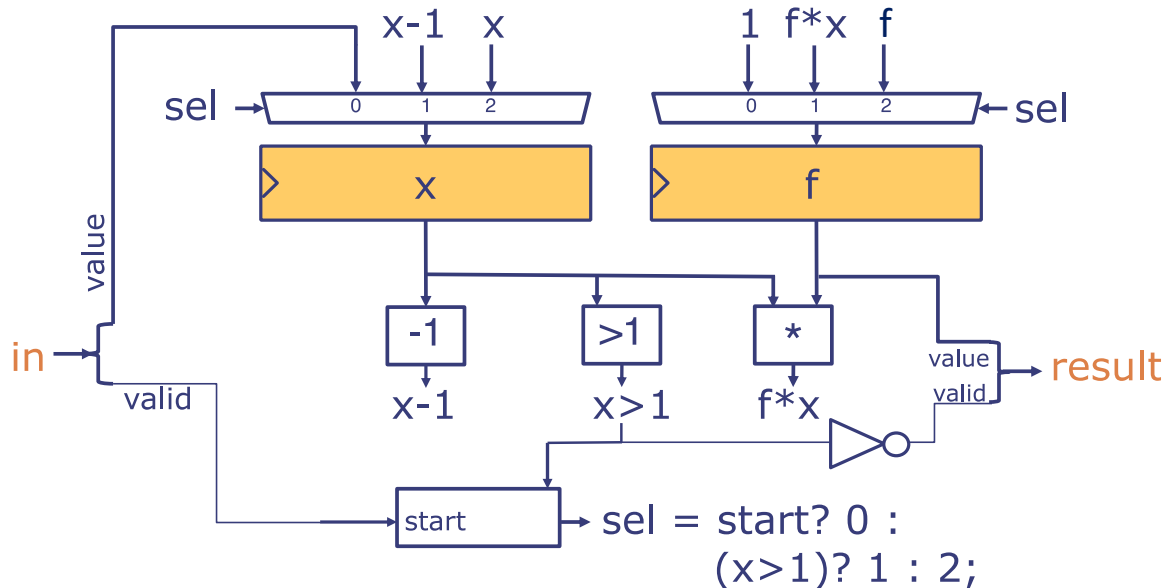 x-1 x
1 f*x f
sel
0 1 2
0 1 2
sel
x
f
value
-1
>1
*
in
value
result
valid
valid
x-1
x>1
f*x
start
sel = start? 0 :
(x>1)? 1 : 2;